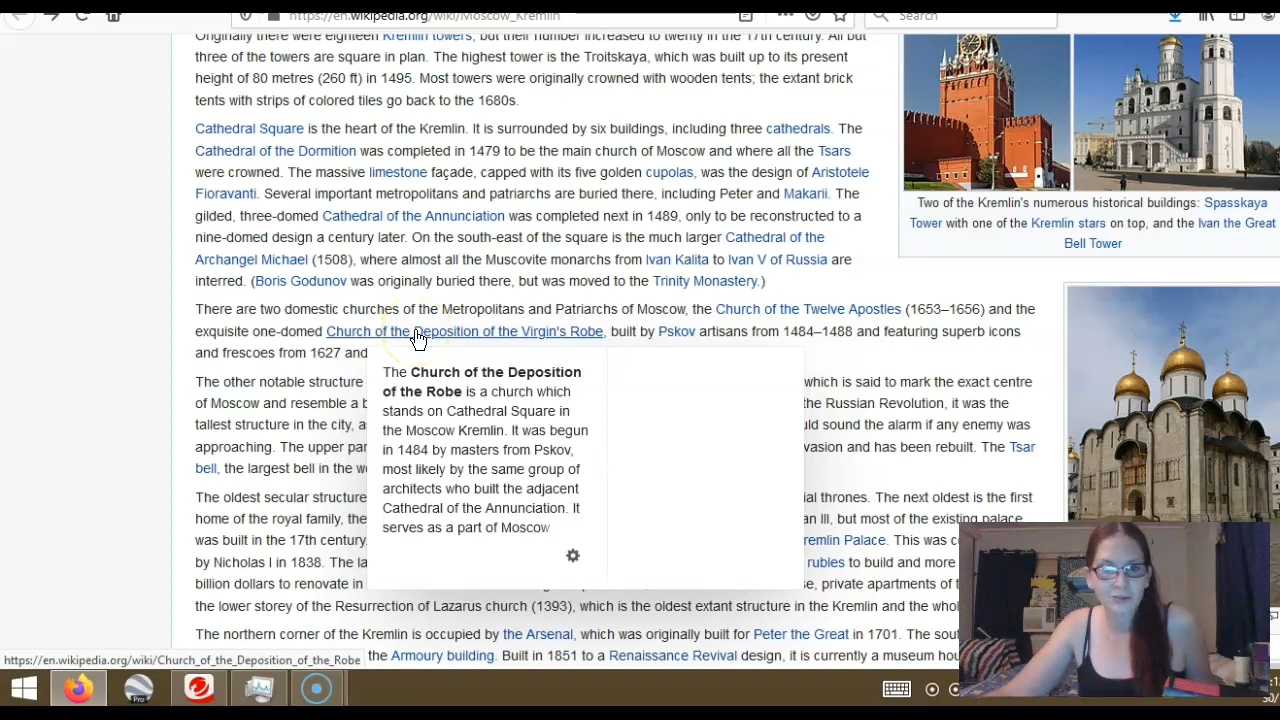 https://en.wikipedia.org/wiki/Moscow_Kremlin
Search
Originally there were eighteen Kremlin towers, but their number increased to twenty in the 17th century. All but
three of the towers are square in plan. The highest tower is the Troitskaya, which was built up to its present
height of 80 metres (260 ft) in 1495. Most towers were originally crowned with wooden tents; the extant brick
tents with strips of colored tiles go back to the 1680s.
Cathedral Square is the heart of the Kremlin. It is surrounded by six buildings, including three cathedrals. The
Cathedral of the Dormition was completed in 1479 to be the main church of Moscow and where all the Tsars
were crowned. The massive limestone façade, capped with its five golden cupolas, was the design of Aristotele
Fioravanti. Several important metropolitans and patriarchs are buried there, including Peter and Makarii. The
gilded, three-domed Cathedral of the Annunciation was completed next in 1489, only to be reconstructed to a
nine-domed design a century later. On the south-east of the square is the much larger Cathedral of the
Archangel Michael (1508), where almost all the Muscovite monarchs from Ivan Kalita to Ivan V of Russia are
interred. (Boris Godunov was originally buried there, but was moved to the Trinity Monastery.)
Two of the Kremlin's numerous historical buildings: Spasskaya
Tower with one of the Kremlin stars on top, and the Ivan the Great
Bell Tower
There are two domestic churches of the Metropolitans and Patriarchs of Moscow, the Church of the Twelve Apostles (1653–1656) and the
exquisite one-domed Church of the Deposition of the Virgin's Robe, built by Pskov artisans from 1484–1488 and featuring superb icons
and frescoes from 1627 and
The Church of the Deposition
of the Robe is a church which
stands on Cathedral Square in
the Moscow Kremlin. It was begun
in 1484 by masters from Pskov,
most likely by the same group of
architects who built the adjacent
Cathedral of the Annunciation. It
serves as a part of Moscow
The other notable structure which is said to mark the exact centre
of Moscow and resemble a b the Russian Revolution, it was the
tallest structure in the city, a uld sound the alarm if any enemy was
approaching. The upper par vasion and has been rebuilt. The Tsar
bell, the largest bell in the w
The oldest secular structure ial thrones. The next oldest is the first
home of the royal family, the an III, but most of the existing palace
was built in the 17th century. remlin Palace. This was c
by Nicholas I in 1838. The la rubles to build and more
billion dollars to renovate in e, private apartments of t
the lower storey of the Resurrection of Lazarus church (1393), which is the oldest extant structure in the Kremlin and the who
The northern corner of the Kremlin is occupied by the Arsenal, which was originally built for Peter the Great in 1701. The sou
the Armoury building. Built in 1851 to a Renaissance Revival design, it is currently a museum hou
https://en.wikipedia.org/wiki/Church_of_the_Deposition_of_the_Robe
Pro